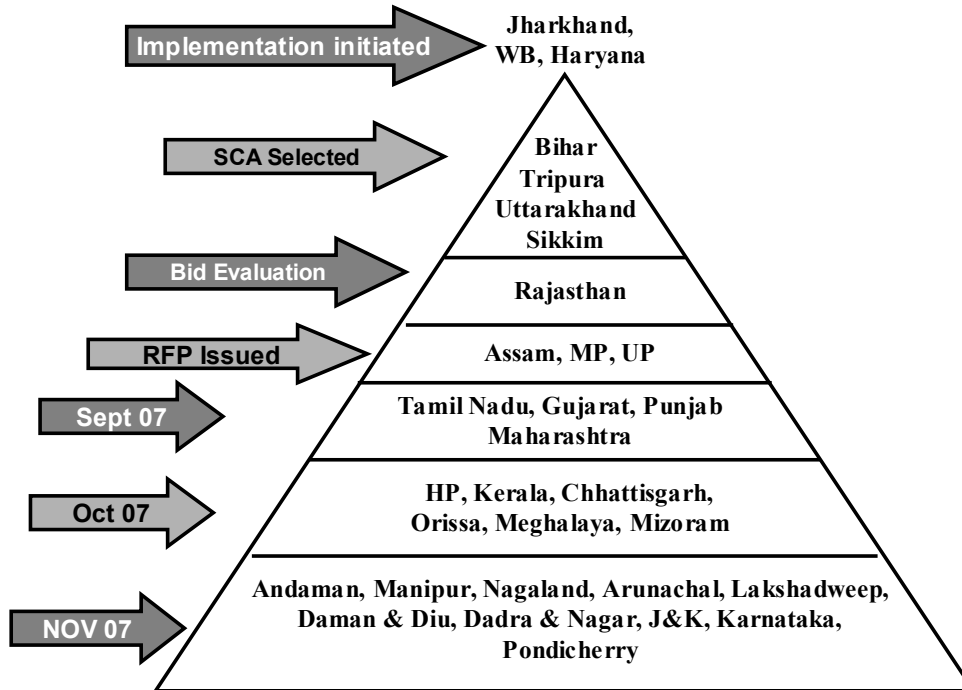 Implementation initiated
Jharkhand,
WB, Haryana
SCA Selected
Bihar
Tripura
Uttarakhand
Sikkim
Bid Evaluation
Rajasthan
RFP Issued
Assam, MP, UP
Sept 07
Tamil Nadu, Gujarat, Punjab
Maharashtra
Oct 07
HP, Kerala, Chhattisgarh,
Orissa, Meghalaya, Mizoram
NOV 07
Andaman, Manipur, Nagaland, Arunachal, Lakshadweep,
Daman & Diu, Dadra & Nagar, J&K, Karnataka,
Pondicherry